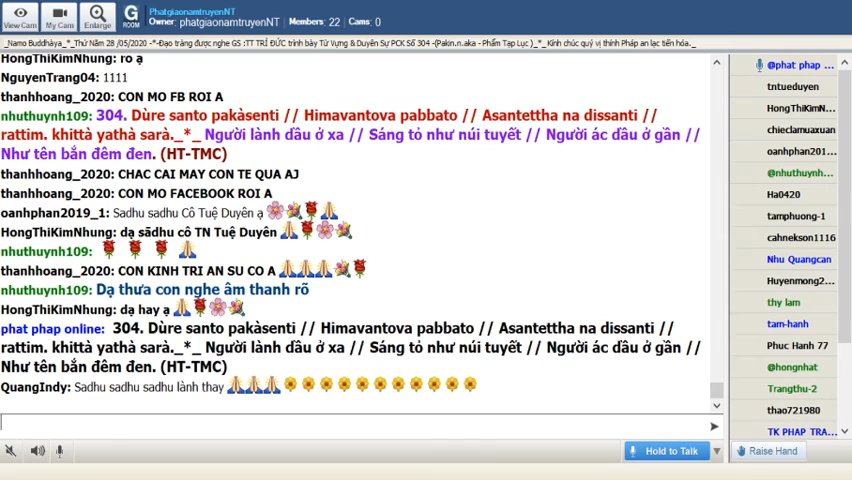 View Cam
My Cam
Enlarge
G
ROOM
PhatgiaonamtruyenNT
Owner: phatgiaonamtruyenNT Members: 22 Cams: 0
_Namo Buddhàya_*_Thứ Năm 28 /05/2020 -*-Đạo tràng được nghe GS :TT TRÍ ĐỨC trình bày Từ Vựng & Duyên Sự PCK Số 304 -(Pakin.n.aka - Phẩm Tạp Lục )_*_ Kính chúc quý vị thính Pháp an lạc tiến hóa._
HongThiKimNhung: rõ ạ
NguyenTrang04: 1111
thanhhoang_2020: CON MO FB ROI A
nhuthuynh109: 304. Dùre santo pakàsenti // Himavantova pabbato // Asantettha na dissanti //
rattim. khittà yathà sarà._*_ Người lành dầu ở xa // Sáng tỏ như núi tuyết // Người ác dầu ở gần //
Như tên bắn đêm đen. (HT-TMC)
thanhhoang_2020: CHAC CAI MAY CON TE QUA AJ
thanhhoang_2020: CON MO FACEBOOK ROI A
oanhphan2019_1: Sadhu sadhu Cô Tuệ Duyên ạ
HongThiKimNhung: dạ sādhu cô TN Tuệ Duyên
nhuthuynh109:
thanhhoang_2020: CON KINH TRI AN SU CO A
nhuthuynh109: Dạ thưa con nghe âm thanh rõ
HongThiKimNhung: dạ hay ạ
phat phap online: 304. Dùre santo pakàsenti // Himavantova pabbato // Asantettha na dissanti //
rattim. khittà yathà sarà._*_ Người lành dầu ở xa // Sáng tỏ như núi tuyết // Người ác dầu ở gần //
Như tên bắn đêm đen. (HT-TMC)
QuangIndy: Sadhu sadhu sadhu lành thay
@phat phap ...
tntueduyen
HongThiKimN...
chieclamuaxuan
oanhphan201...
@nhuthuynh...
Ha0420
tamphuong-1
cahnekson1116
Nhu Quangcan
Huyenmong2...
thy lam
tam-hanh
Phuc Hanh 77
@hongnhat
Trangthu-2
thao721980
TK PHAP TRA...
Hold to Talk
Raise Hand